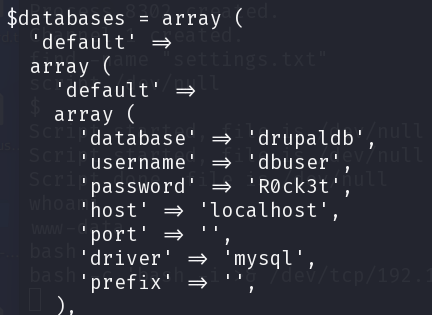 $databases = array (
  'default' =>
  array (
    'default' =>
    array (
      'database' => 'drupaldb',
      'username' => 'dbuser',
      'password' => 'R0ck3t',
      'host' => 'localhost',
      'port' => '',
      'driver' => 'mysql',
      'prefix' => '',
    ),